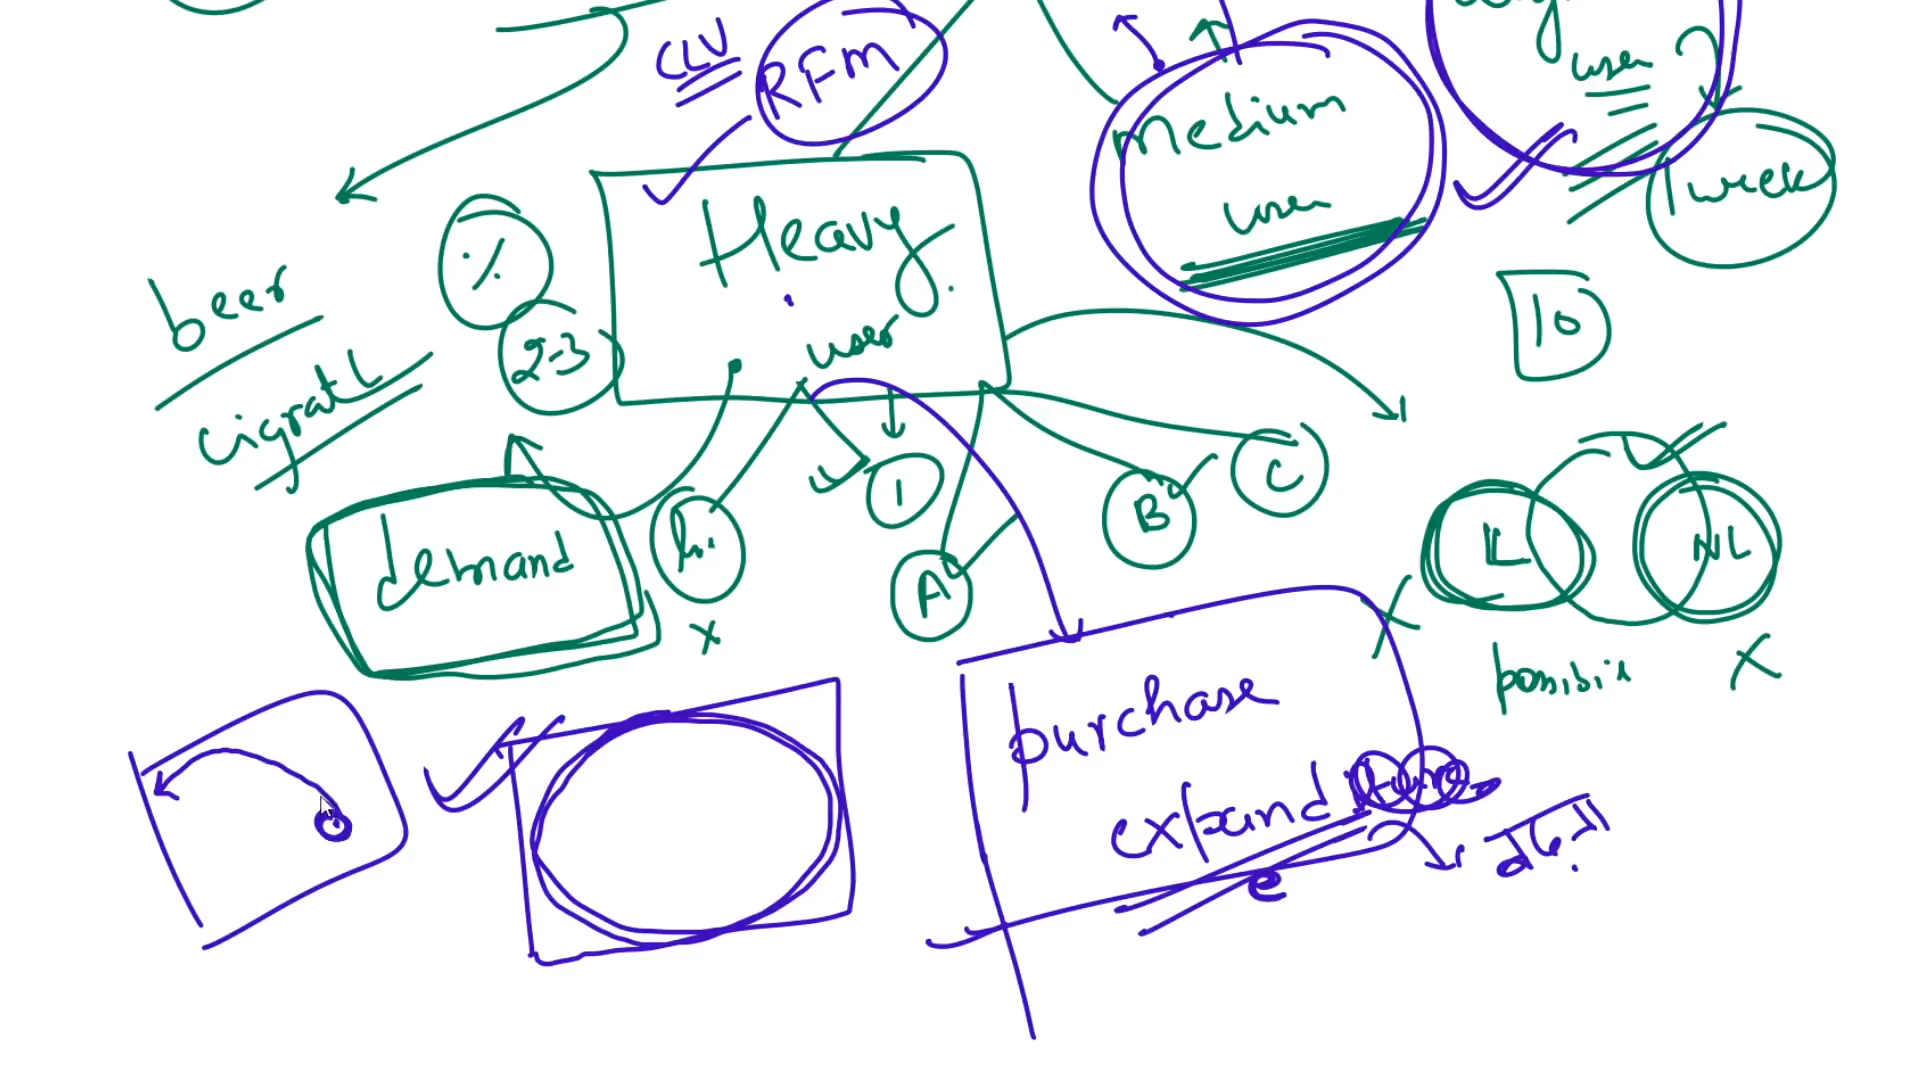 CLV
RFM
user
medium
user
1 week
Heavy
user
%
2-3
beer
cigratt
10
demand
1
A
B
C
L
NL
x
possible
x
purchase
expand